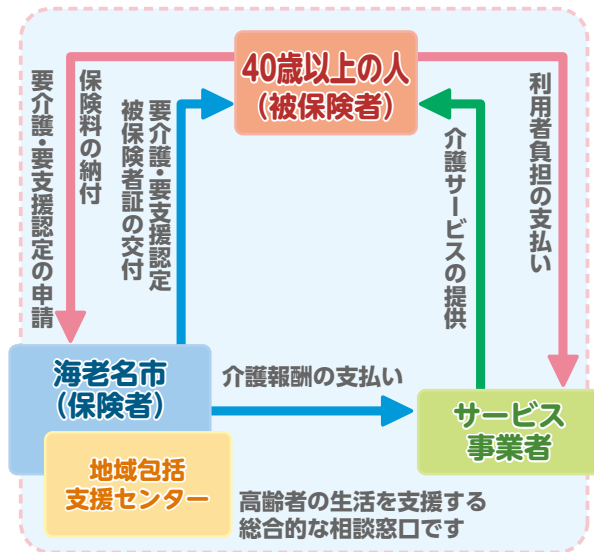 40歳以上の人
(被保険者)
保険料の納付
要介護・要支援認定の申請
要介護・要支援認定
被保険者証の交付
介護サービスの提供
利用者負担の支払い
海老名市
(保険者)
介護報酬の支払い
サービス
事業者
地域包括
支援センター
高齢者の生活を支援する
総合的な相談窓口です